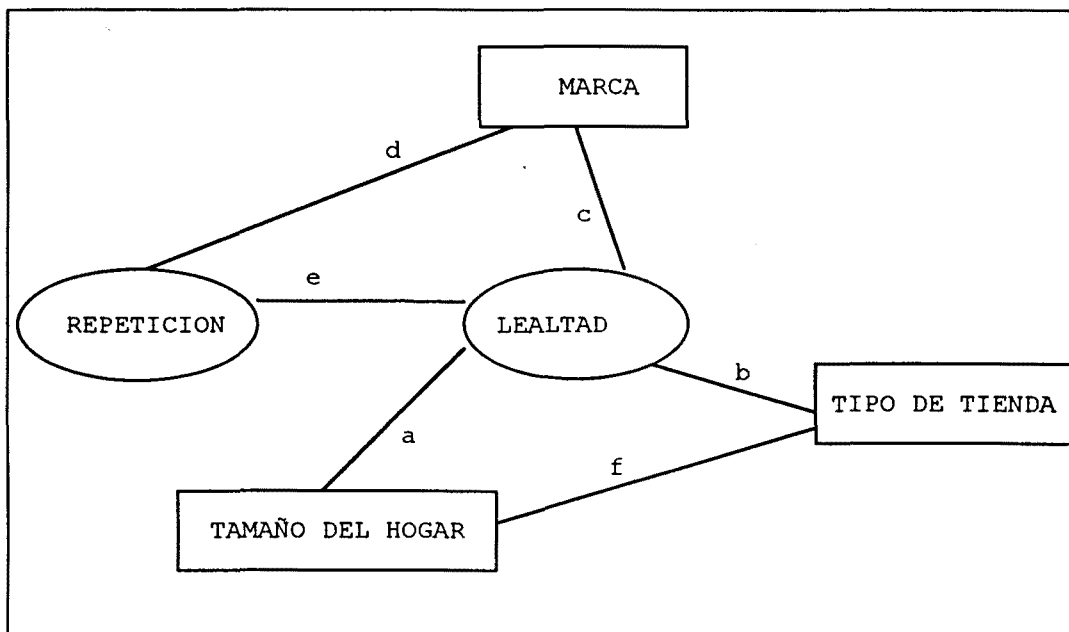 MARCA
d
c
e
REPETICION
LEALTAD
b
TIPO DE TIENDA
a
f
TAMAÑO DEL HOGAR